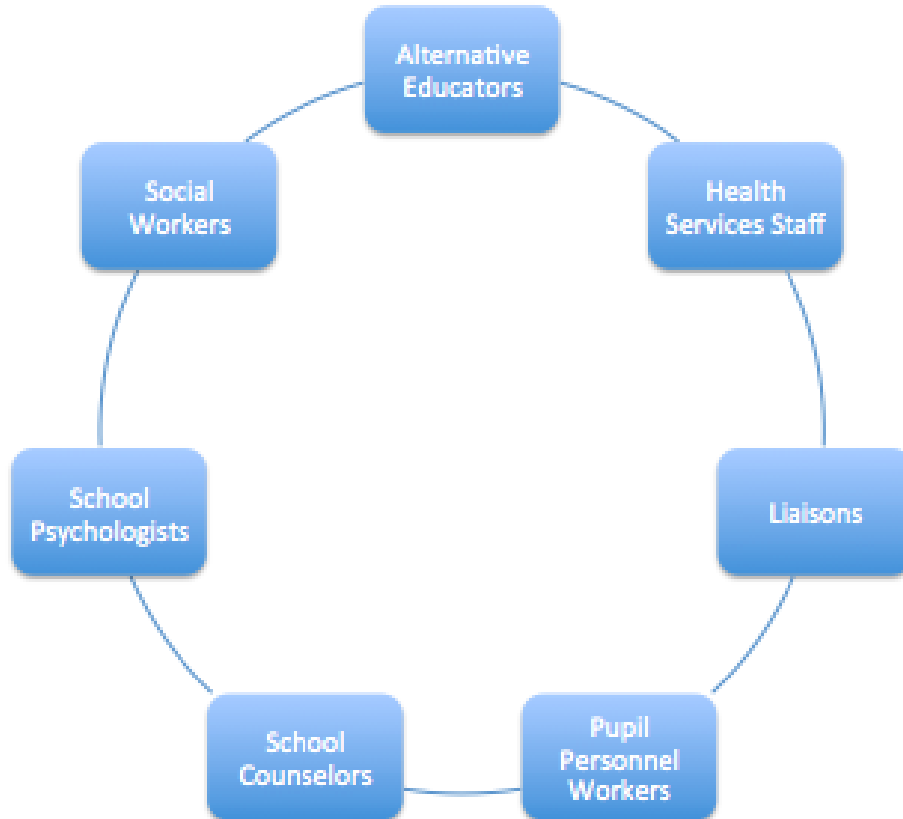 Alternative
Educators
Health
Services Staff
Liaisons
Pupil
Personnel
Workers
School
Counselors
School
Psychologists
Social
Workers